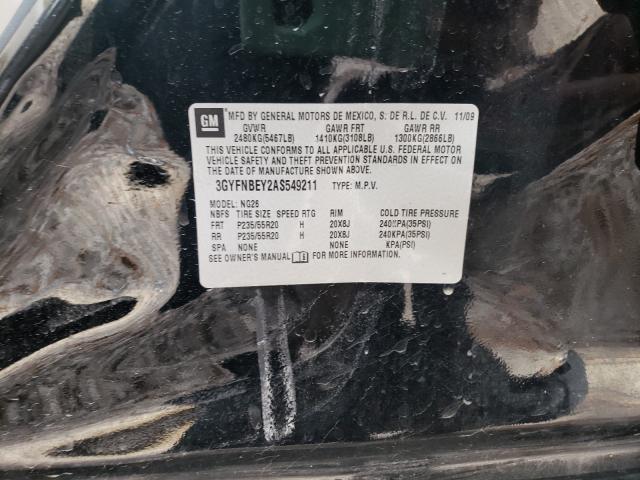 GM
MFD BY GENERAL MOTORS DE MEXICO, S: DE R.L. DE C.V. 11/09
GVWR GAWR FRT GAWR RR
2480KG(5467LB) 1410KG(3108LB) 1300KG(2866LB)
THIS VEHICLE CONFORMS TO ALL APPLICABLE U.S. FEDERAL MOTOR
VEHICLE SAFETY AND THEFT PREVENTION STANDARDS IN EFFECT ON
THE DATE OF MANUFACTURE SHOWN ABOVE.
3GYFNBEY2AS549211 TYPE: M.P.V.
MODEL: NG26
NBFS TIRE SIZE SPEED RTG RIM COLD TIRE PRESSURE
FRT P235/55R20 H 20X8J 240KPA(35PSI)
RR P235/55R20 H 20X8J 240KPA(35PSI)
SPA NONE NONE KPA(PSI)
SEE OWNER'S MANUAL FOR MORE INFORMATION.